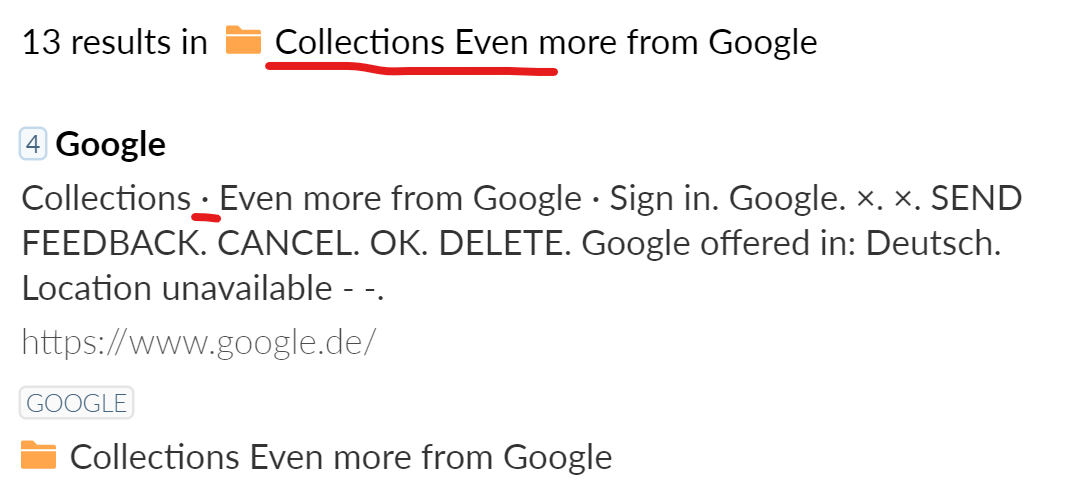 13 results in Collections Even more from Google
4 Google
Collections · Even more from Google · Sign in. Google. ×. ×. SEND
FEEDBACK. CANCEL. OK. DELETE. Google offered in: Deutsch.
Location unavailable - -.
https://www.google.de/
GOOGLE
Collections Even more from Google